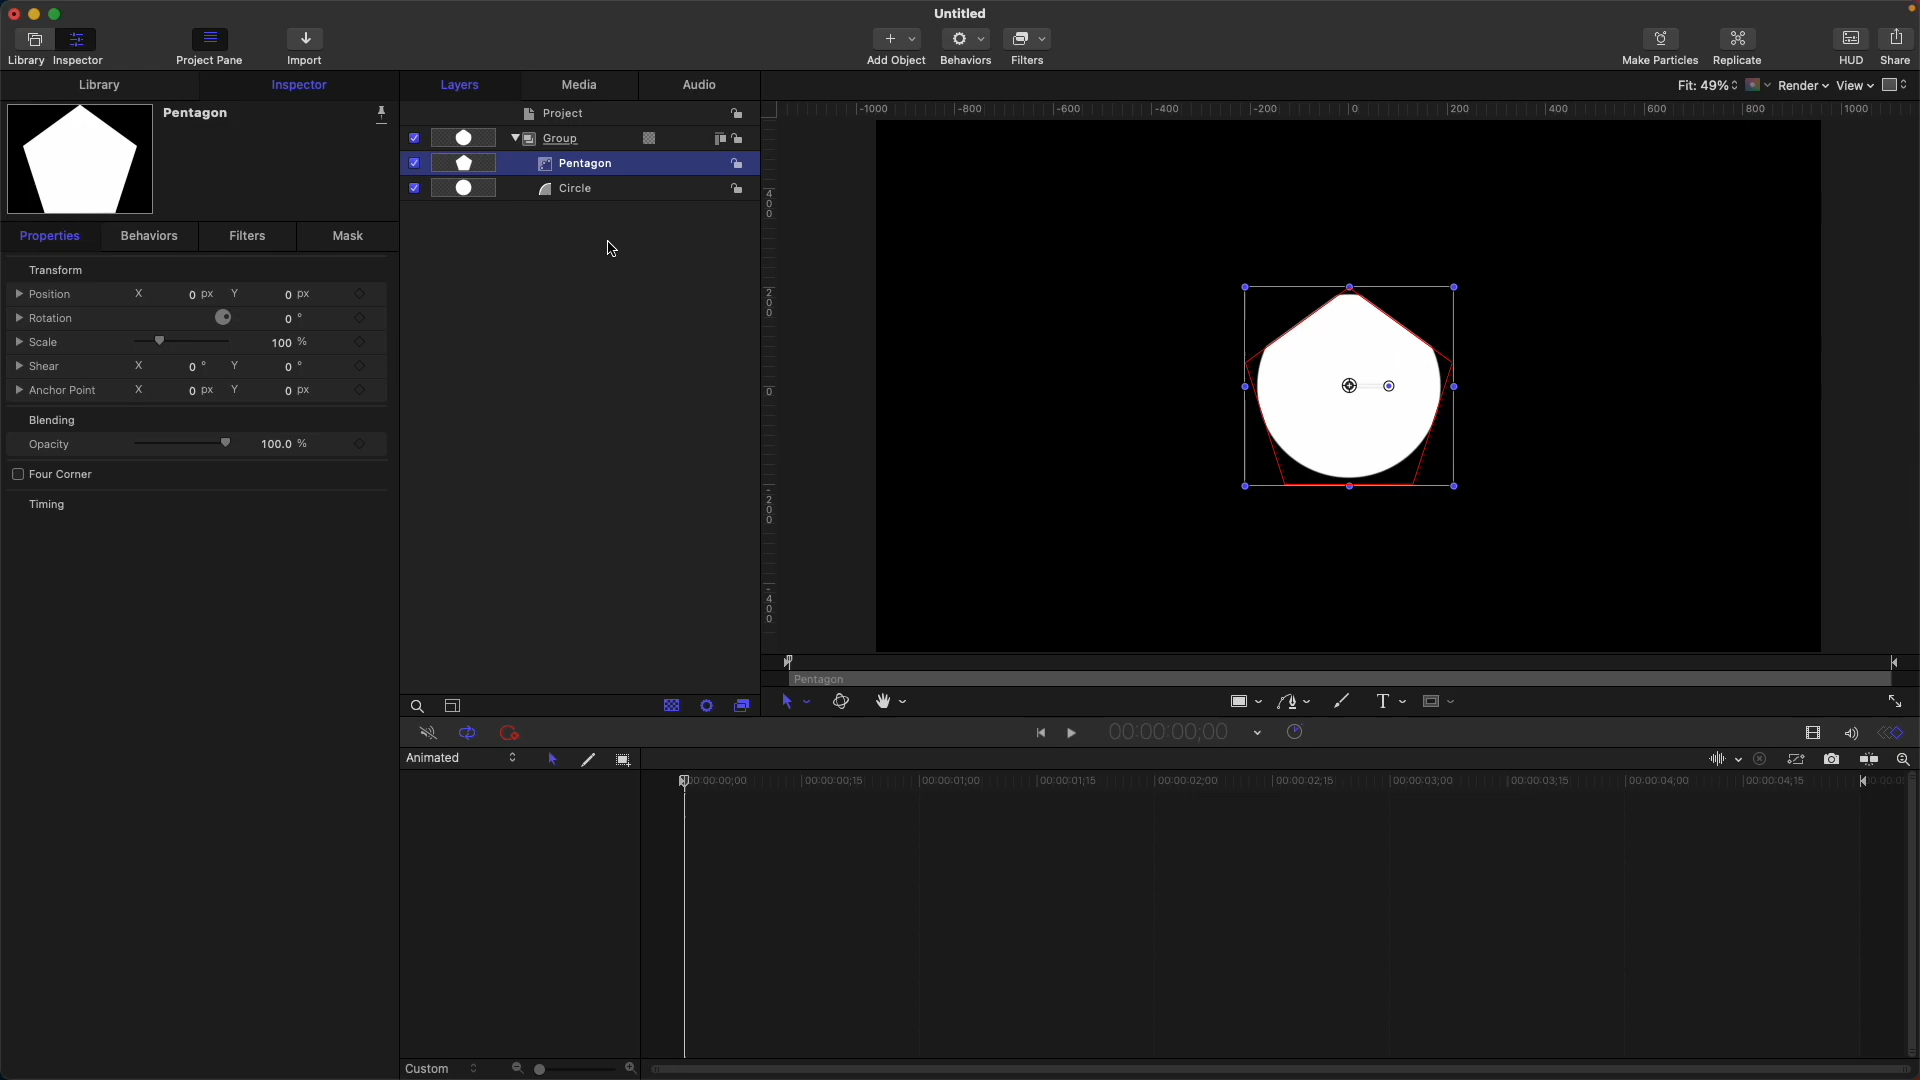 Untitled
Library
Inspector
Project Pane
Import
Add Object
Behaviors
Filters
Make Particles
Replicate
HUD
Share
Library
Inspector
Layers
Media
Audio
Fit: 49%
Render
View
Pentagon
Project
Group
Pentagon
Circle
-1000
-800
-600
-400
-200
0
200
400
600
800
1000
400
200
0
-200
-400
Properties
Behaviors
Filters
Mask
Transform
Position X 0 px Y 0 px
Rotation 0 °
Scale 100 %
Shear X 0 ° Y 0 °
Anchor Point X 0 px Y 0 px
Blending
Opacity 100.0 %
Four Corner
Timing
Pentagon
T
00:00:00;00
Animated
00:00:00;00
00:00:00;15
00:00:01;00
00:00:01;15
00:00:02;00
00:00:02;15
00:00:03;00
00:00:03;15
00:00:04;00
00:00:04;15
Custom